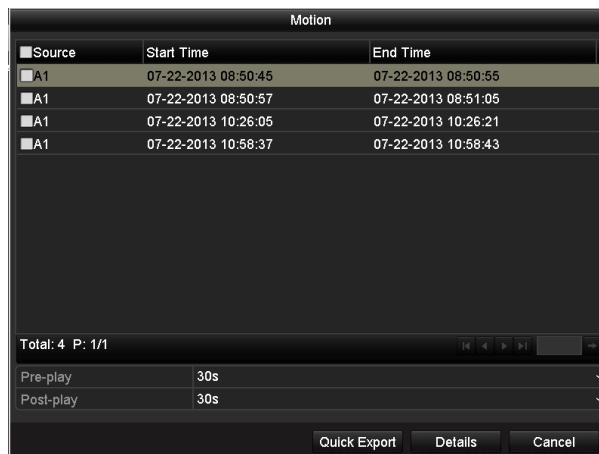 Motion
Source Start Time End Time
A1 07-22-2013 08:50:45 07-22-2013 08:50:55
A1 07-22-2013 08:50:57 07-22-2013 08:51:05
A1 07-22-2013 10:26:05 07-22-2013 10:26:21
A1 07-22-2013 10:58:37 07-22-2013 10:58:43
Total: 4 P: 1/1
Pre-play 30s
Post-play 30s
Quick Export Details Cancel